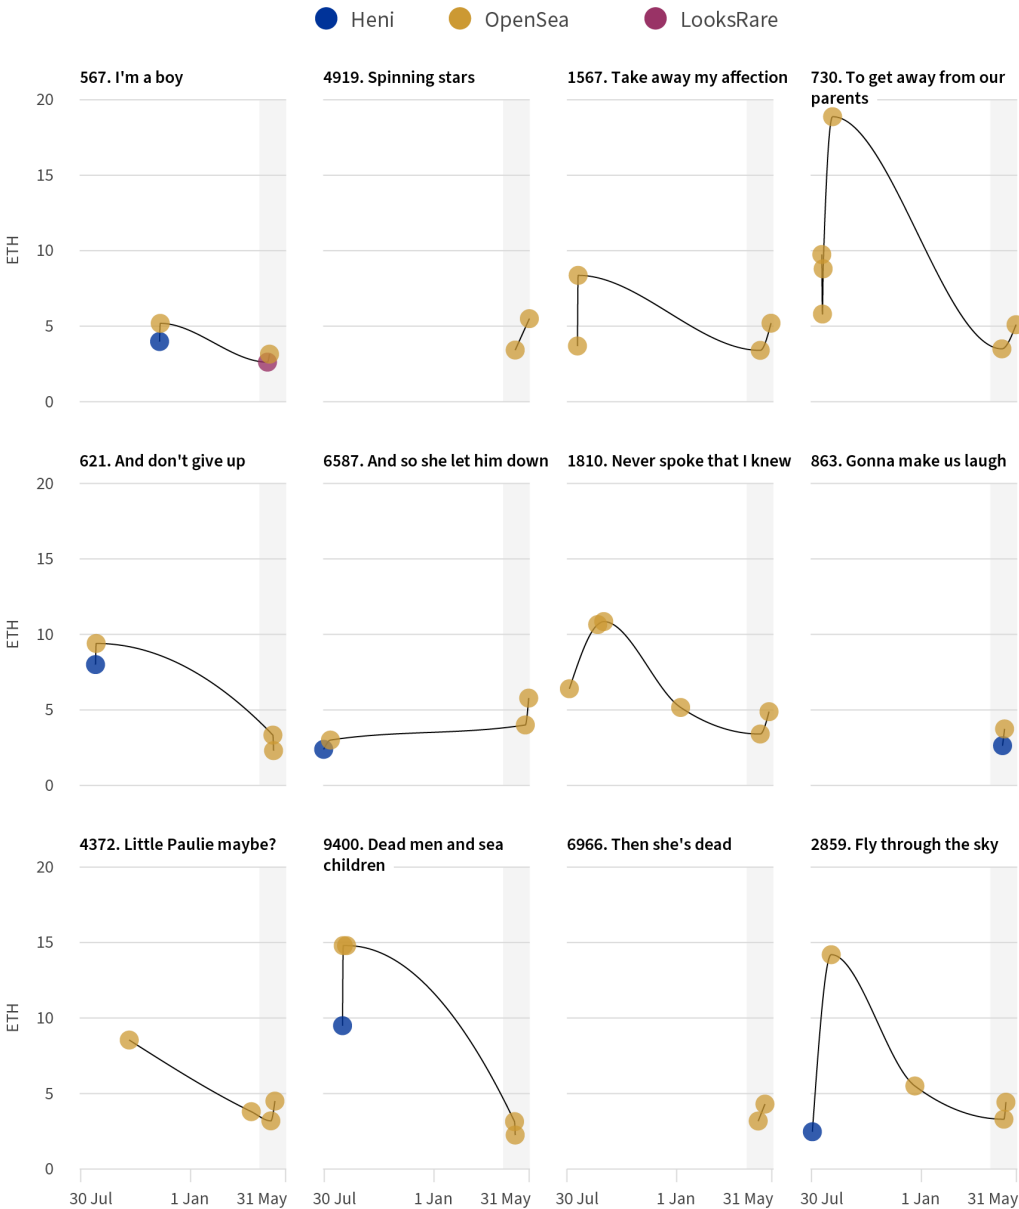 Heni OpenSea LooksRare
567. I'm a boy
4919. Spinning stars
1567. Take away my affection
730. To get away from our
parents
20
15
10
5
0
ETH
621. And don't give up
6587. And so she let him down
1810. Never spoke that I knew
863. Gonna make us laugh
20
15
10
5
0
ETH
4372. Little Paulie maybe?
9400. Dead men and sea
children
6966. Then she's dead
2859. Fly through the sky
20
15
10
5
0
ETH
30 Jul 1 Jan 31 May
30 Jul 1 Jan 31 May
30 Jul 1 Jan 31 May
30 Jul 1 Jan 31 May